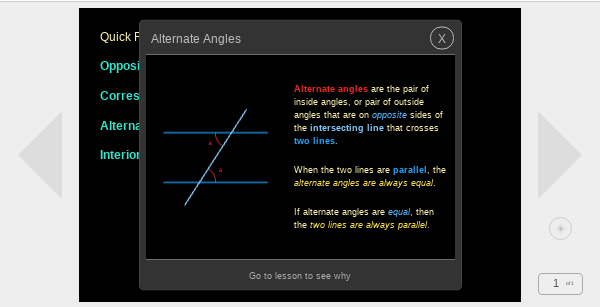 Quick
Alternate Angles
X
Opposi
Corres
Alterna
Interior
Alternate angles are the pair of
inside angles, or pair of outside
angles that are on opposite sides of
the intersecting line that crosses
two lines.
When the two lines are parallel, the
alternate angles are always equal.
If alternate angles are equal, then
the two lines are always parallel.
Go to lesson to see why
1 of 1